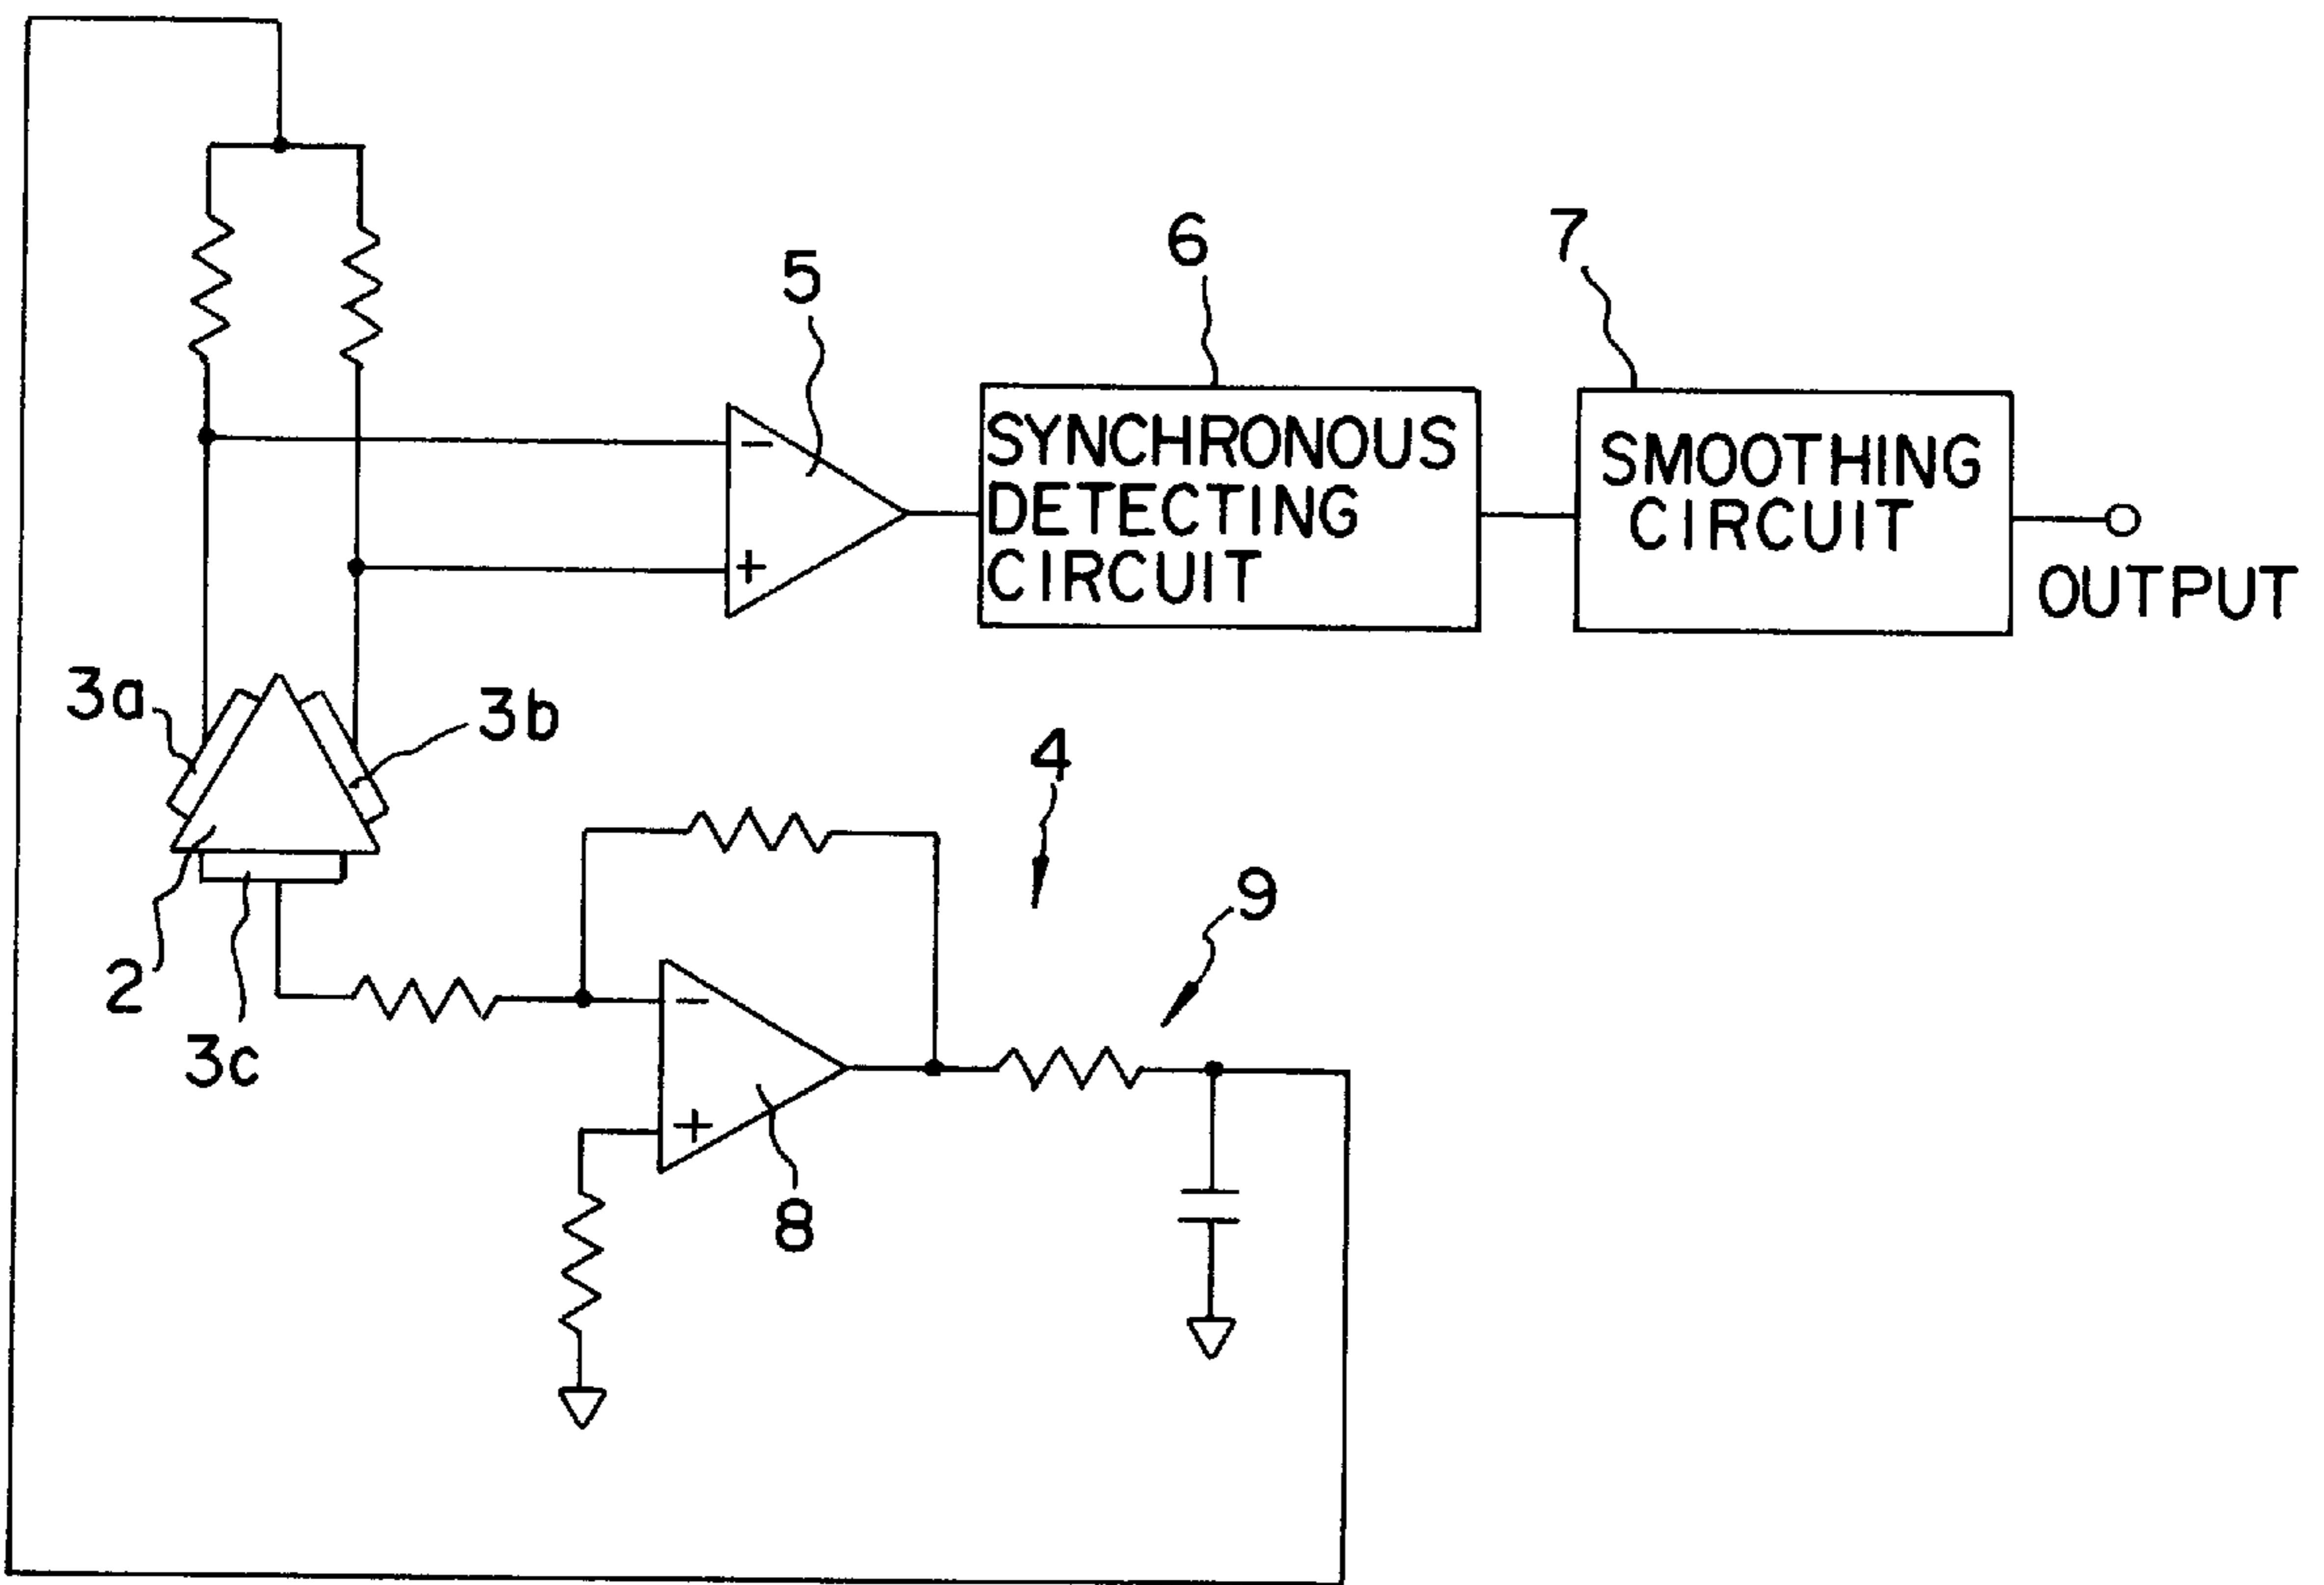 5
6
7
SYNCHRONOUS
DETECTING
CIRCUIT
SMOOTHING
CIRCUIT
OUTPUT
-
+
3a
3b
4
9
2
3c
-
+
8